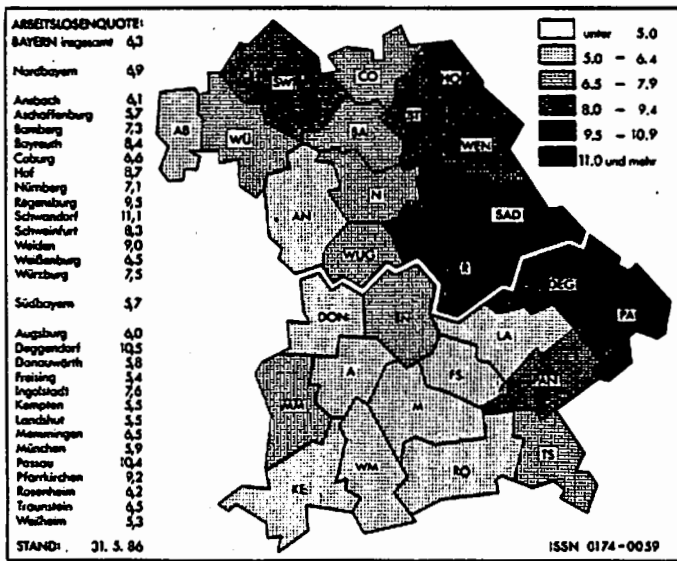 ARBEITSLOSENQUOTE:
BAYERN insgesamt 6,3
Nordbayern 6,9
Ansbach 6,1
Aschaffenburg 5,7
Bamberg 7,3
Bayreuth 8,4
Coburg 6,6
Hof 8,7
Nürnberg 7,1
Regensburg 9,5
Schwandorf 11,1
Schweinfurt 8,3
Weiden 9,0
Weißenburg 6,5
Würzburg 7,5
Südbayern 5,7
Augsburg 6,0
Deggendorf 10,5
Donauwörth 5,8
Freising 5,4
Ingolstadt 7,6
Kempten 5,5
Landshut 5,5
Memmingen 6,5
München 5,9
Passau 10,4
Pfarrkirchen 9,2
Rosenheim 6,2
Traunstein 6,5
Weilheim 5,3
STAND: 31. 5. 86
unter 5.0
5.0 - 6.4
6.5 - 7.9
8.0 - 9.4
9.5 - 10.9
11.0 und mehr
CO
HO
SW
AB
WÜ
BA
BT
WEN
N
AN
SAD
WUG
R
DEG
DON
IN
PA
LA
A
FS
PAN
MM
M
TS
WM
RO
KE
ISSN 0174-0059